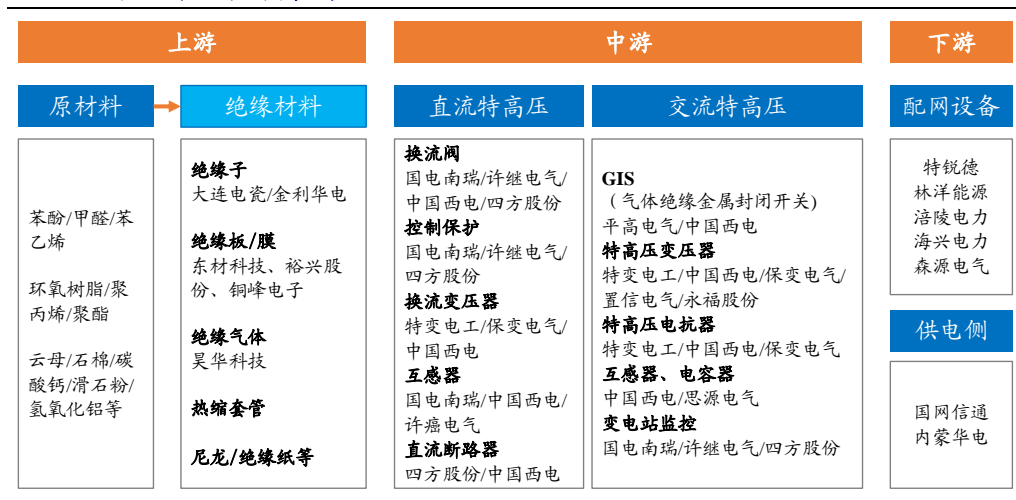 上游
中游
下游
原材料
绝缘材料
直流特高压
交流特高压
配网设备
苯酚/甲醛/苯
乙烯
环氧树脂/聚
丙烯/聚酯
云母/石棉/碳
酸钙/滑石粉/
氢氧化铝等
绝缘子
大连电瓷/金利华电
绝缘板/膜
东材科技、裕兴股
份、铜峰电子
绝缘气体
昊华科技
热缩套管
尼龙/绝缘纸等
换流阀
国电南瑞/许继电气/
中国西电/四方股份
控制保护
国电南瑞/许继电气/
四方股份
换流变压器
特变电工/保变电气/
中国西电
互感器
国电南瑞/中国西电/
许癌电气
直流断路器
四方股份/中国西电
GIS
（气体绝缘金属封闭开关)
平高电气/中国西电
特高压变压器
特变电工/中国西电/保变电气/
置信电气/永福股份
特高压电抗器
特变电工/中国西电/保变电气
互感器、电容器
中国西电/思源电气
变电站监控
国电南瑞/许继电气/四方股份
特锐德
林洋能源
涪陵电力
海兴电力
森源电气
供电侧
国网信通
内蒙华电